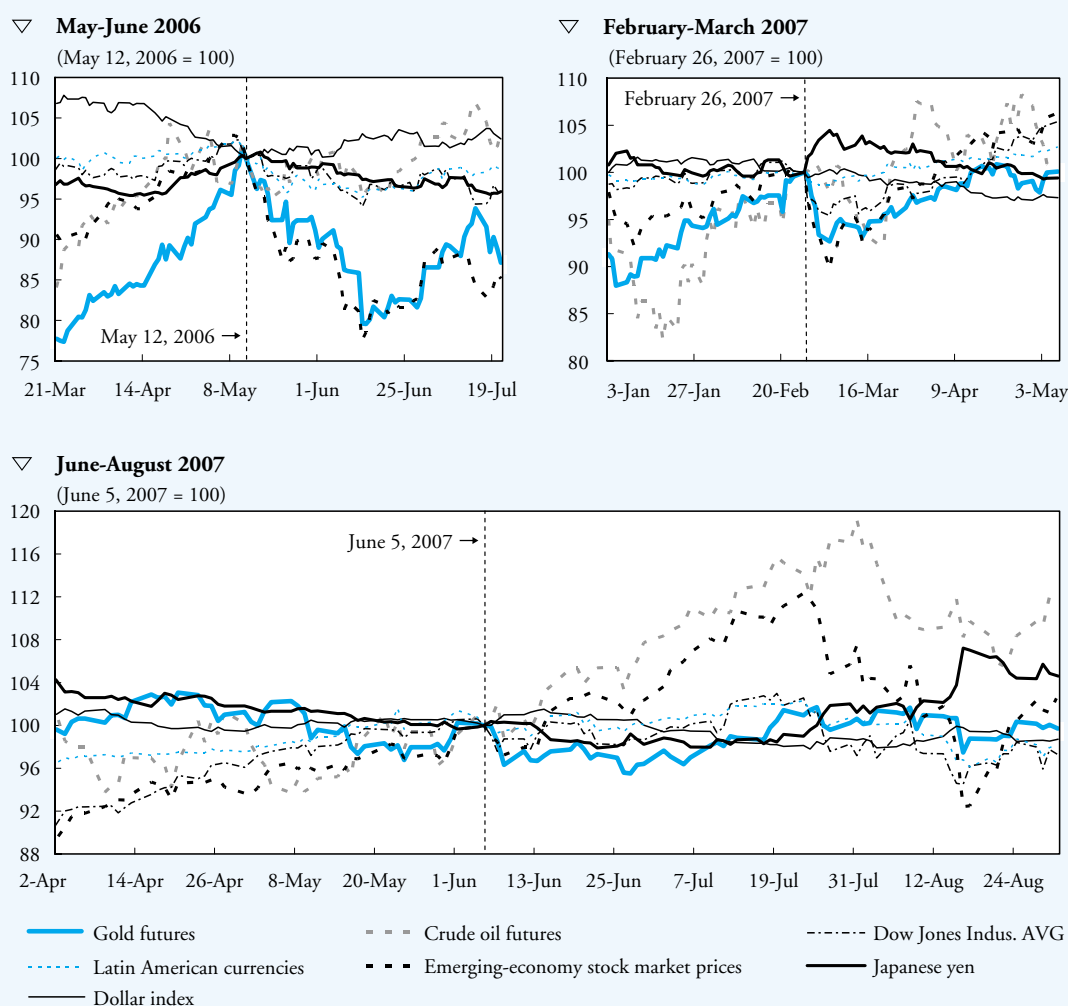 ▽ May-June 2006
(May 12, 2006 = 100)
110
105
100
95
90
85
80
75
May 12, 2006 →
21-Mar 14-Apr 8-May 1-Jun 25-Jun 19-Jul
▽ February-March 2007
(February 26, 2007 = 100)
110
105
100
95
90
85
80
February 26, 2007 →
3-Jan 27-Jan 20-Feb 16-Mar 9-Apr 3-May
▽ June-August 2007
(June 5, 2007 = 100)
120
116
112
108
104
100
96
92
88
June 5, 2007 →
2-Apr 14-Apr 26-Apr 8-May 20-May 1-Jun 13-Jun 25-Jun 7-Jul 19-Jul 31-Jul 12-Aug 24-Aug
Gold futures Crude oil futures Dow Jones Indus. AVG
Latin American currencies Emerging-economy stock market prices Japanese yen
Dollar index